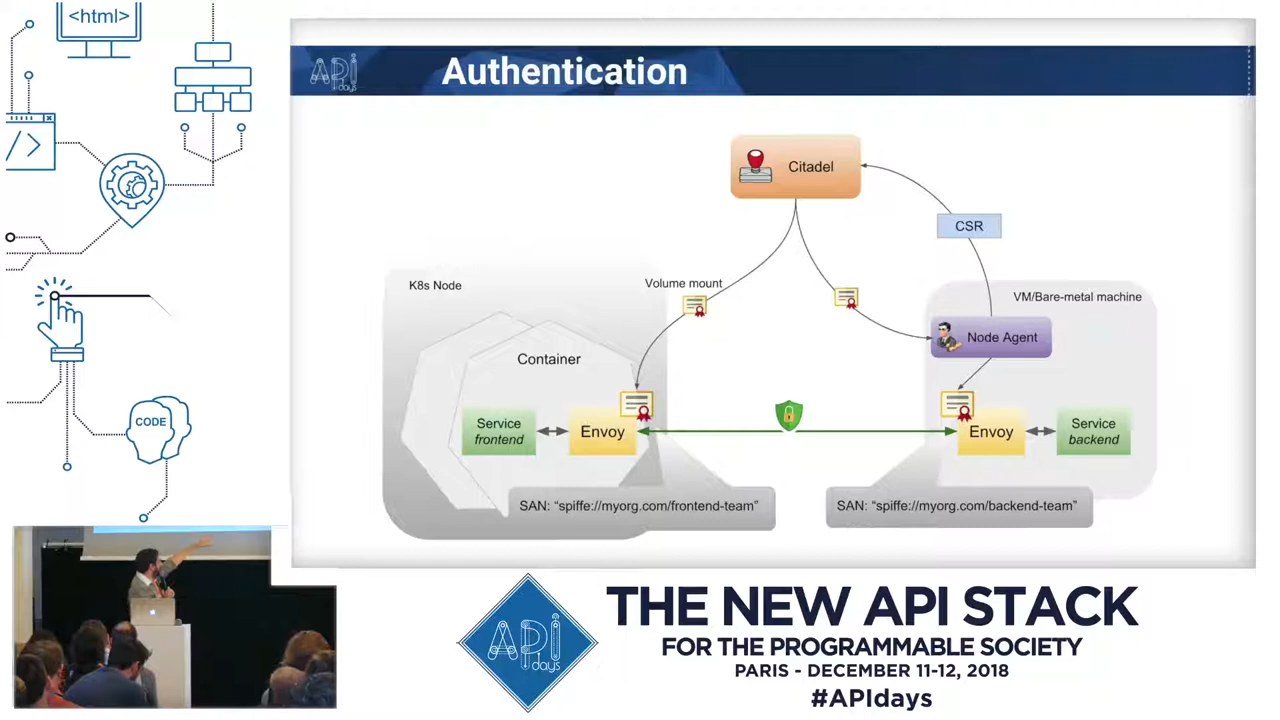 <html>
API
days
Authentication
Citadel
CSR
K8s Node
Volume mount
VM/Bare-metal machine
Node Agent
Container
</>
CODE
Service
frontend
Envoy
Envoy
Service
backend
SAN: “spiffe://myorg.com/frontend-team”
SAN: “spiffe://myorg.com/backend-team”
API
days
THE NEW API STACK
FOR THE PROGRAMMABLE SOCIETY
PARIS - DECEMBER 11-12, 2018
#APIdays